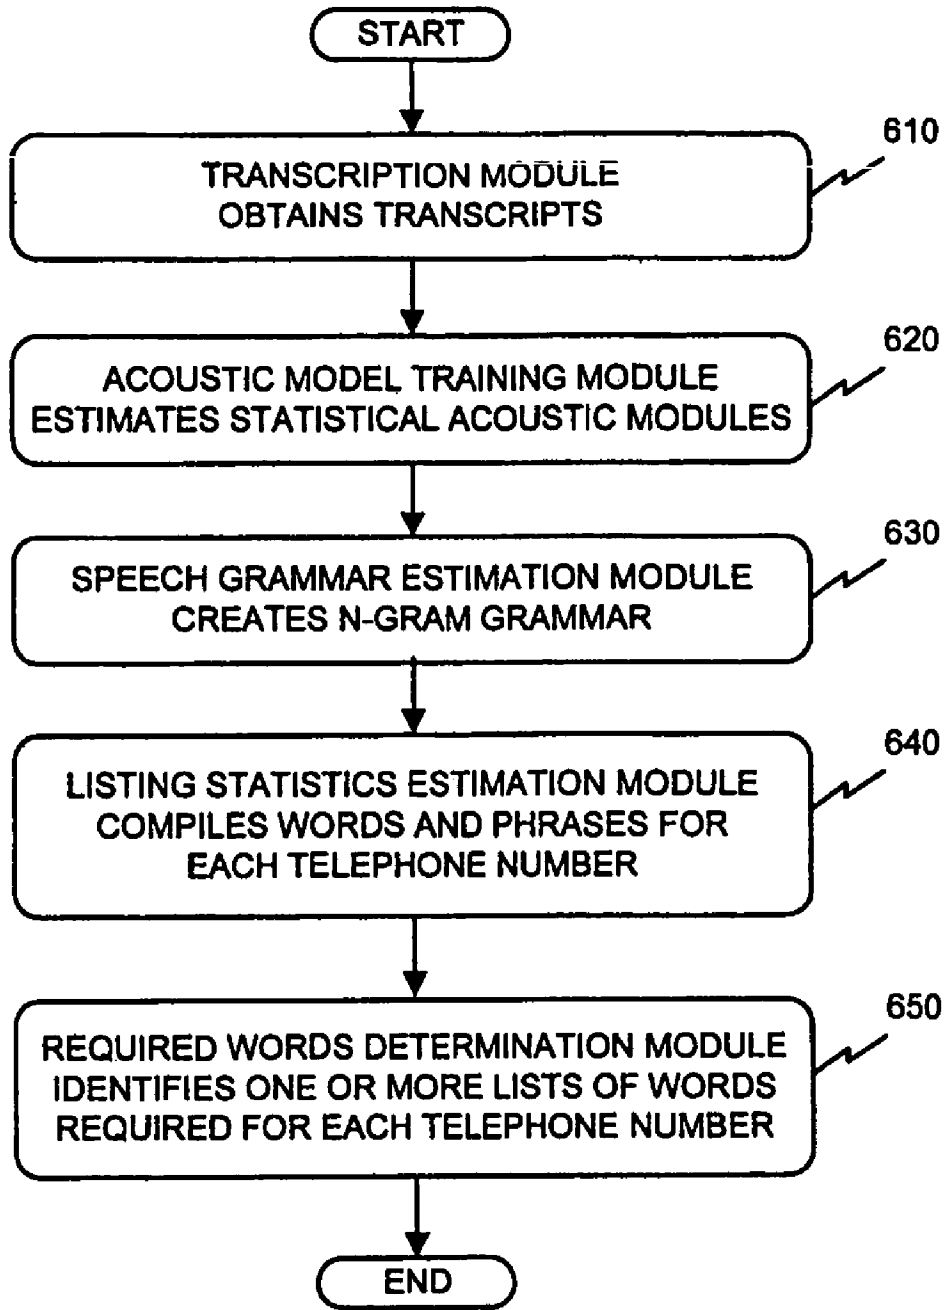 START
610
TRANSCRIPTION MODULE
OBTAINS TRANSCRIPTS
620
ACOUSTIC MODEL TRAINING MODULE
ESTIMATES STATISTICAL ACOUSTIC MODULES
630
SPEECH GRAMMAR ESTIMATION MODULE
CREATES N-GRAM GRAMMAR
640
LISTING STATISTICS ESTIMATION MODULE
COMPILES WORDS AND PHRASES FOR
EACH TELEPHONE NUMBER
650
REQUIRED WORDS DETERMINATION MODULE
IDENTIFIES ONE OR MORE LISTS OF WORDS
REQUIRED FOR EACH TELEPHONE NUMBER
END